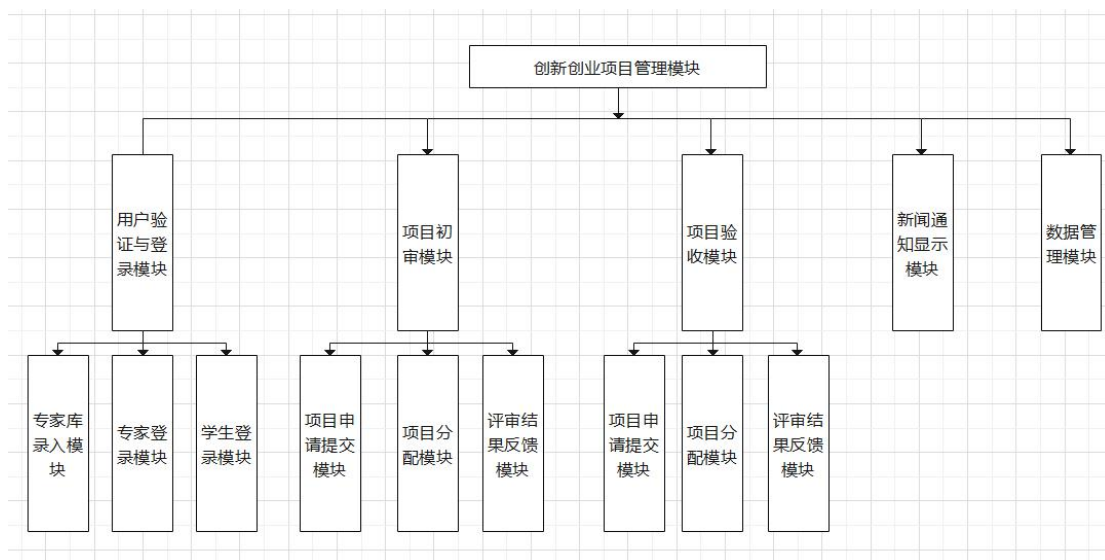 创新创业项目管理模块
用户验
证与登
录模块
项目初
审模块
项目验
收模块
新闻通
知显示
模块
数据管
理模块
专家库
录入模
块
专家登
录模块
学生登
录模块
项目申
请提交
模块
项目分
配模块
评审结
果反馈
模块
项目申
请提交
模块
项目分
配模块
评审结
果反馈
模块